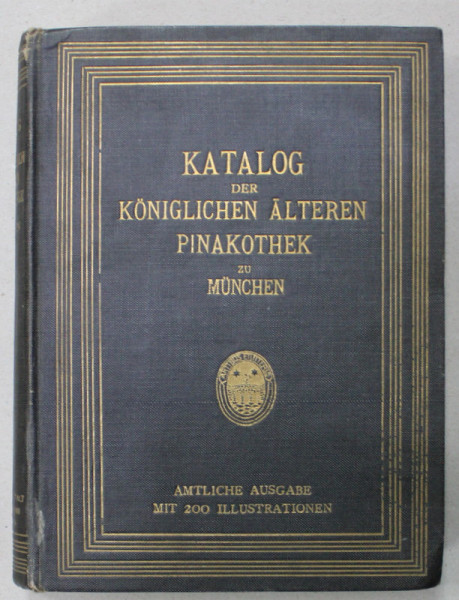 KATALOG
DER
KÖNIGLICHEN ÄLTEREN
PINAKOTHEK
ZU
MÜNCHEN
AMTLICHE AUSGABE
MIT 200 ILLUSTRATIONEN